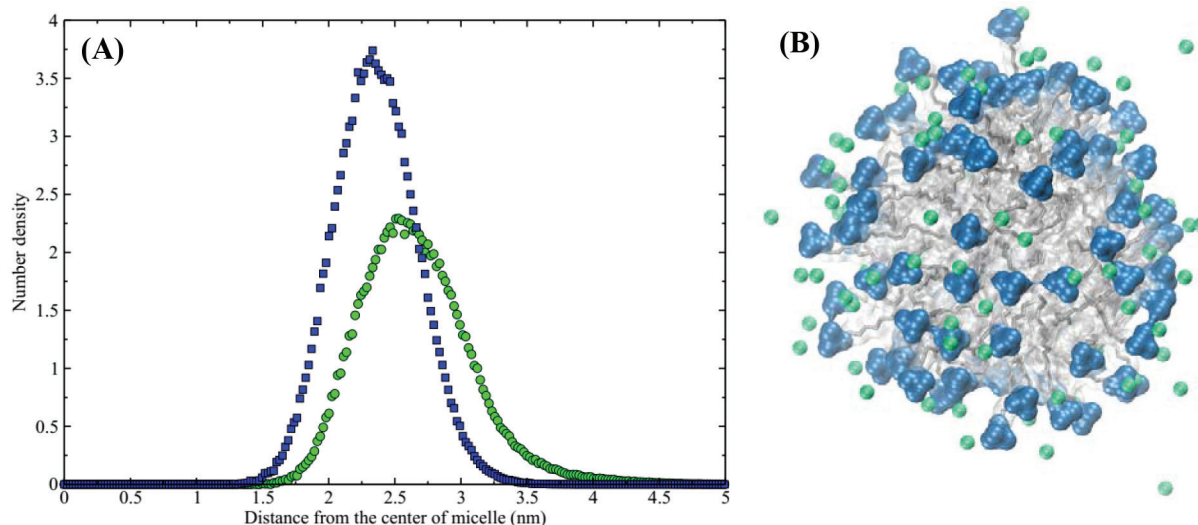 (A)
(B)
4
3.5
3
2.5
2
1.5
1
0.5
0
Number density
0 0.5 1 1.5 2 2.5 3 3.5 4 4.5 5
Distance from the center of micelle (nm)